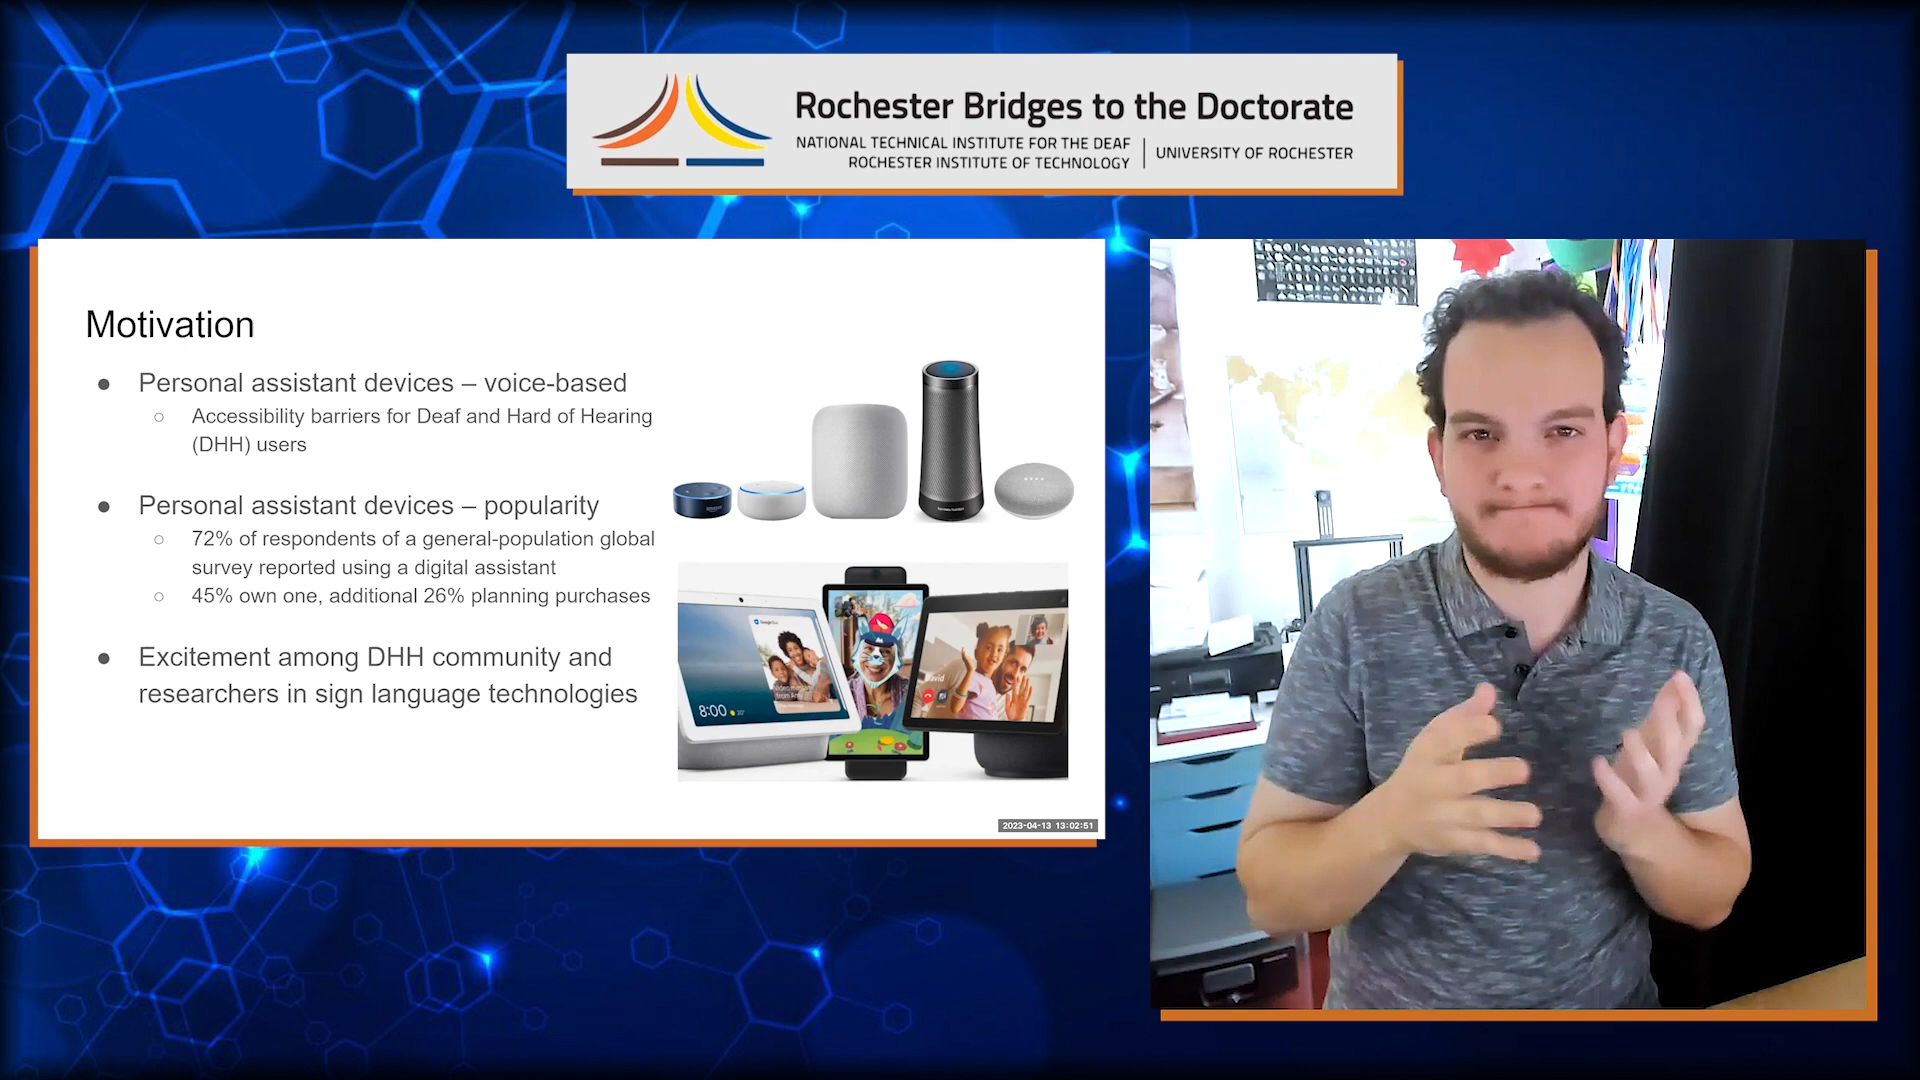 Rochester Bridges to the Doctorate
NATIONAL TECHNICAL INSTITUTE FOR THE DEAF
ROCHESTER INSTITUTE OF TECHNOLOGY
UNIVERSITY OF ROCHESTER
Motivation
● Personal assistant devices – voice-based
○ Accessibility barriers for Deaf and Hard of Hearing
(DHH) users
● Personal assistant devices – popularity
○ 72% of respondents of a general-population global
survey reported using a digital assistant
○ 45% own one, additional 26% planning purchases
● Excitement among DHH community and
researchers in sign language technologies
8:00
David
2023-04-13 13:02:51